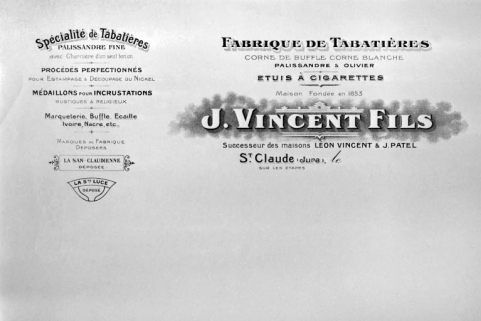 Spécialité de Tabatières
PALISSANDRE FINE
avec Charnière d'un seul tenon
PROCÉDÉS PERFECTIONNÉS
POUR ESTAMPAGE & DÉCOUPAGE DU NICKEL
MÉDAILLONS POUR INCRUSTATIONS
RUSTIQUES & RELIGIEUX
Marqueterie, Buffle, Ecaille
Ivoire, Nacre, etc.
MARQUES DE FABRIQUE
DÉPOSÉES
LA SAN-CLAUDIENNE
DÉPOSÉE
LA STE LUCE
DÉPOSÉ
FABRIQUE DE TABATIÈRES
CORNE DE BUFFLE CORNE BLANCHE
PALISSANDRE & OLIVIER
ETUIS À CIGARETTES
Maison Fondée en 1853
J. VINCENT FILS
Successeur des maisons LÉON VINCENT & J. PATEL
ST CLAUDE (JURA), le
SUR LES ETAPES